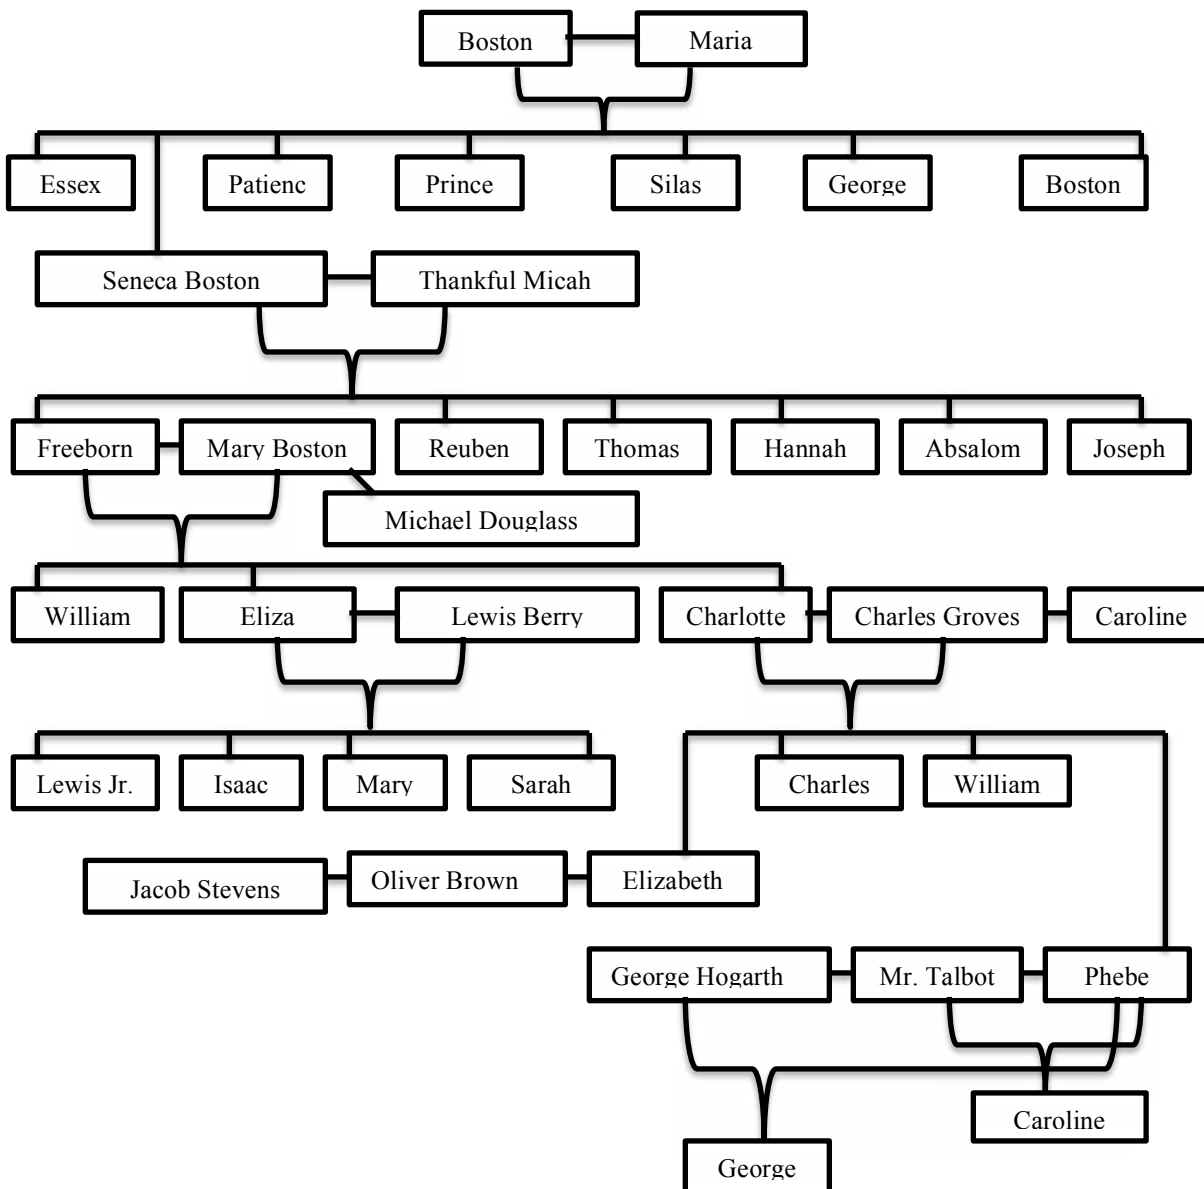 Boston
Maria
Essex
Patienc
Prince
Silas
George
Boston
Seneca Boston
Thankful Micah
Freeborn
Mary Boston
Reuben
Thomas
Hannah
Absalom
Joseph
Michael Douglass
William
Eliza
Lewis Berry
Charlotte
Charles Groves
Caroline
Lewis Jr.
Isaac
Mary
Sarah
Charles
William
Jacob Stevens
Oliver Brown
Elizabeth
George Hogarth
Mr. Talbot
Phebe
Caroline
George